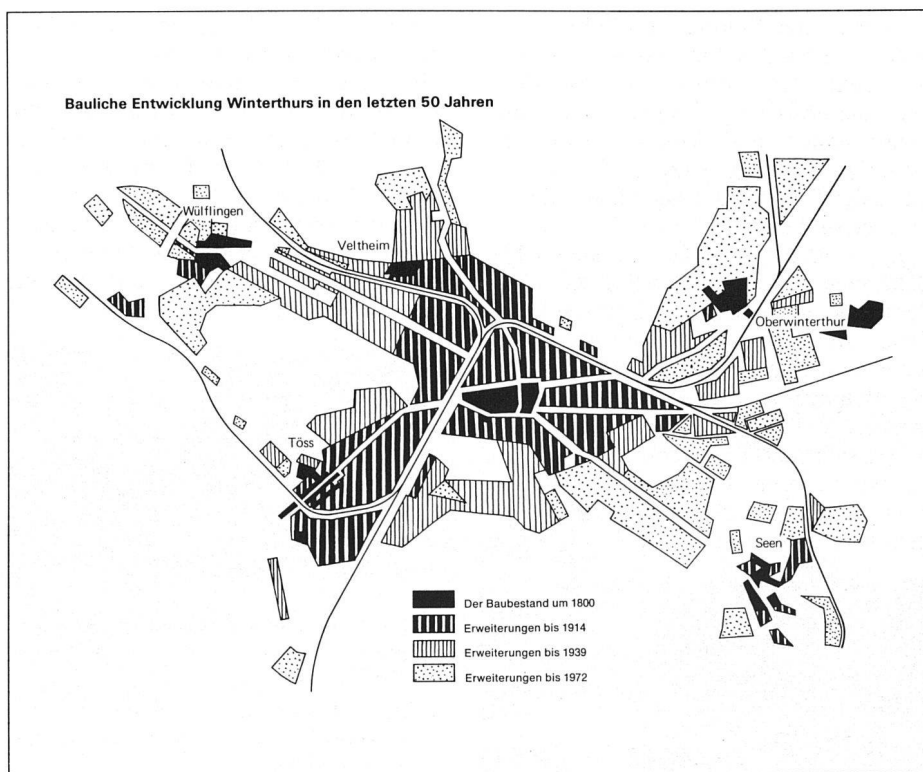 Bauliche Entwicklung Winterthurs in den letzten 50 Jahren
Wülflingen
Veltheim
Oberwinterthur
Töss
Seen
Der Baubestand um 1800
Erweiterungen bis 1914
Erweiterungen bis 1939
Erweiterungen bis 1972